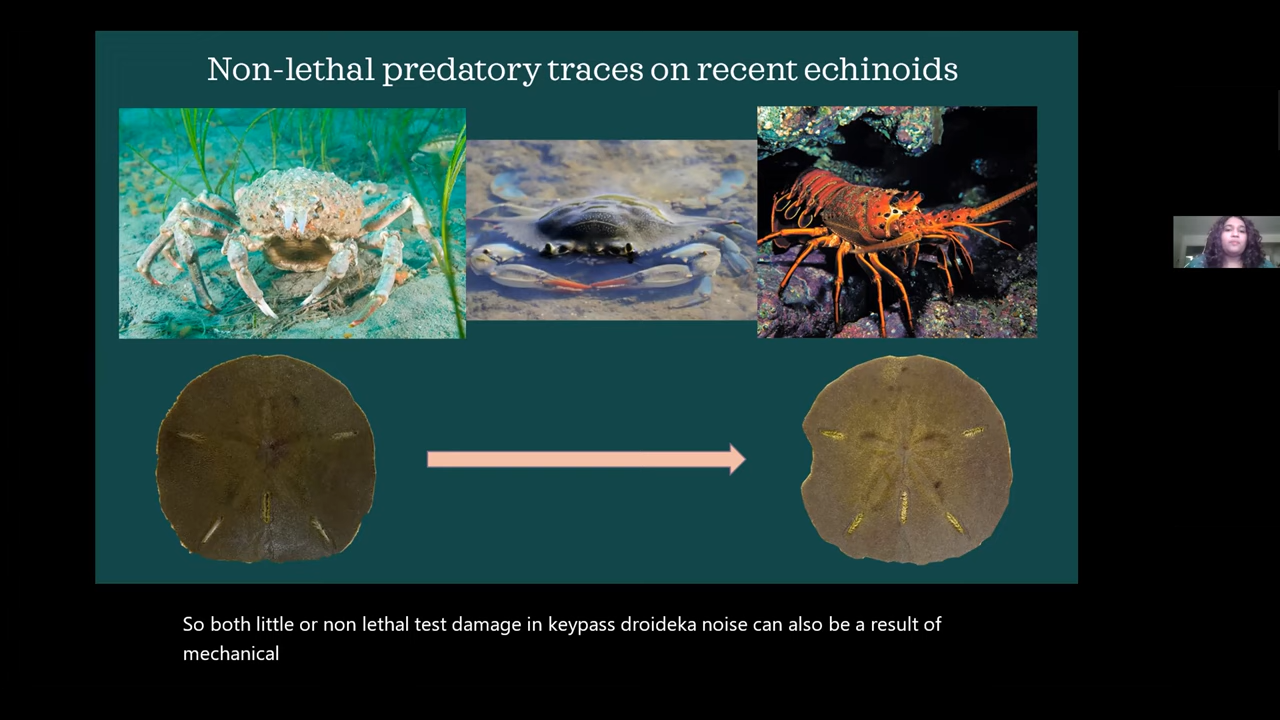 Non-lethal predatory traces on recent echinoids
So both little or non lethal test damage in keypass droideka noise can also be a result of
mechanical